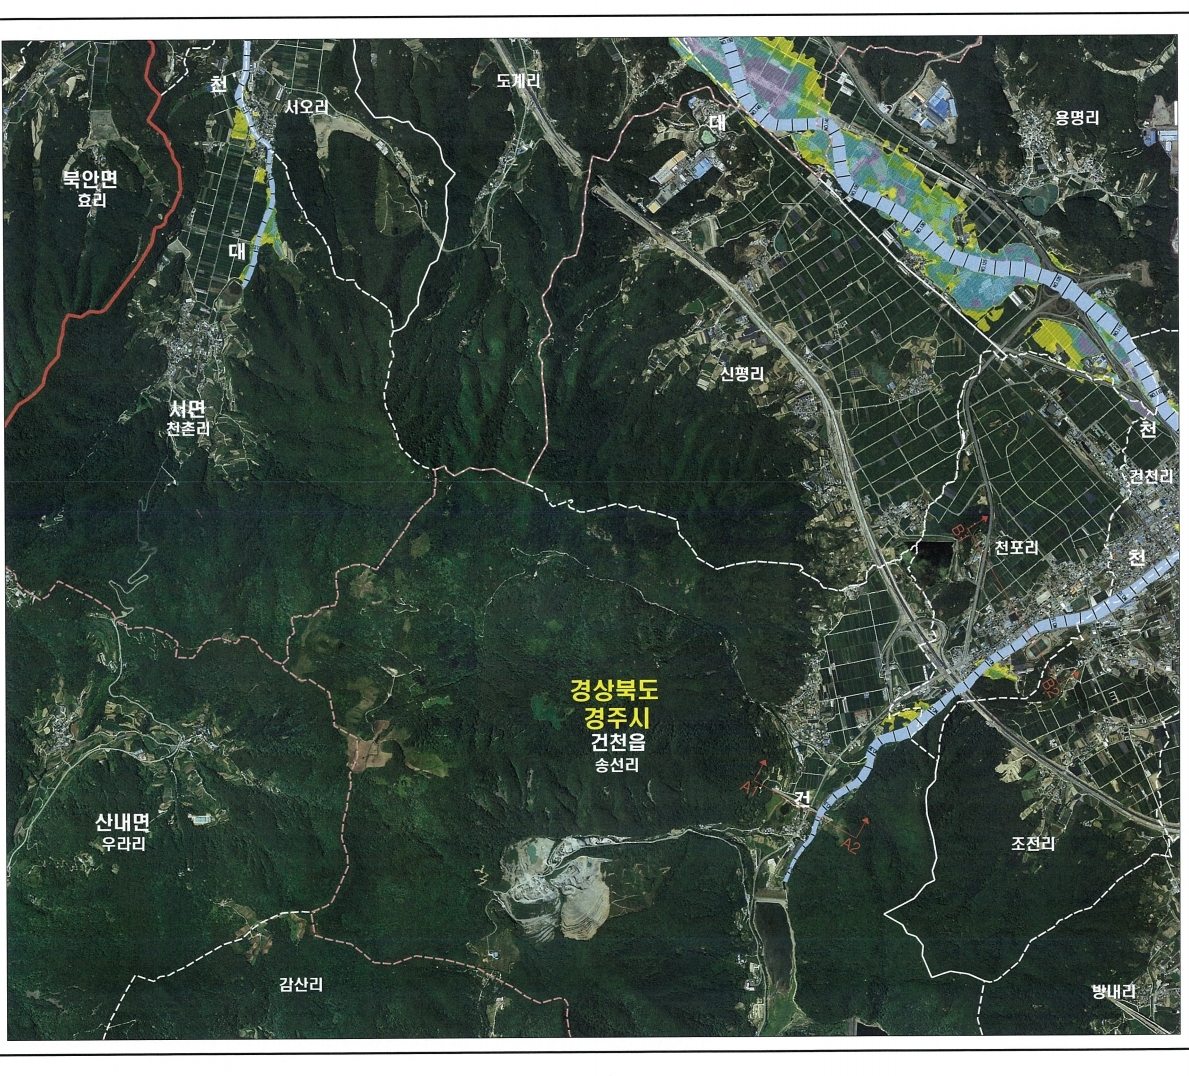 천
서오리
도계리
대
용명리
북안면
효리
대
신평리
서면
천촌리
천
건천리
천포리
천
B1
경상북도
경주시
건천읍
송선리
B2
A1
건
A2
산내면
우라리
조전리
감산리
방내리